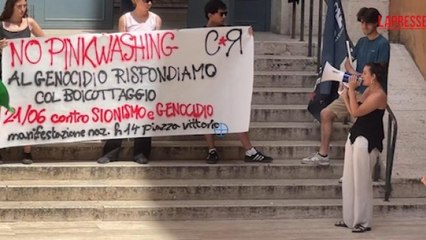 LAPRESSE
NO PINKWASHING
AL GENOCIDIO RISPONDIAMO
COL BOICOTTAGGIO
21/06 contro SIONISMO e GENOCIDIO
manifestazione naz. h 14 piazza vittorio